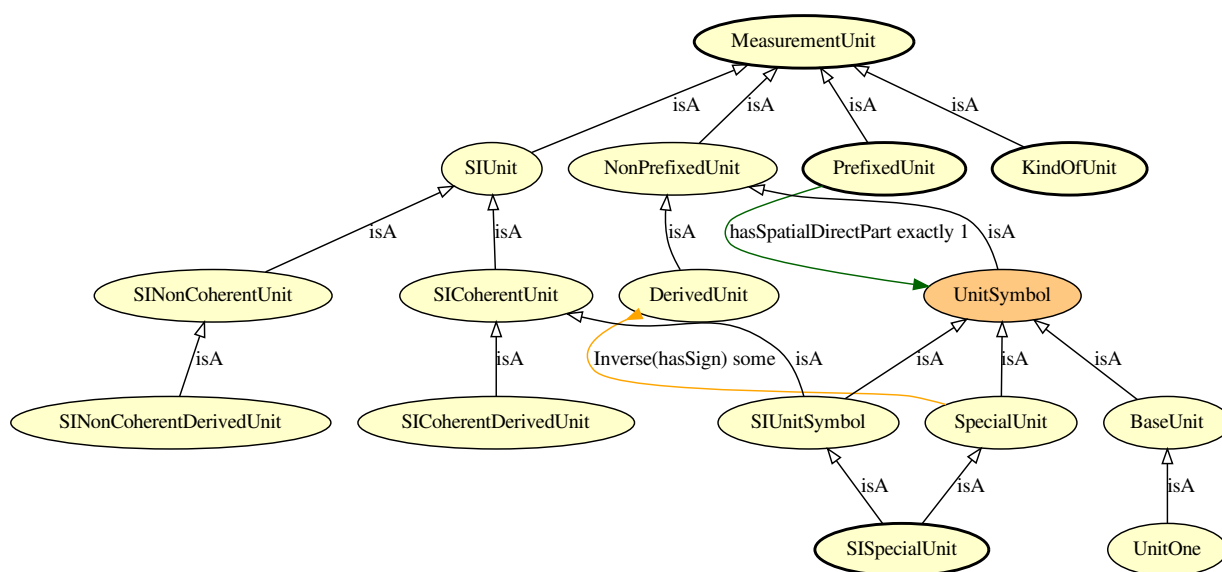 MeasurementUnit
isA
isA
isA
isA
SIUnit
NonPrefixedUnit
PrefixedUnit
KindOfUnit
isA
isA
isA
hasSpatialDirectPart exactly 1
isA
SINonCoherentUnit
SICoherentUnit
DerivedUnit
UnitSymbol
isA
isA
Inverse(hasSign) some
isA
isA
isA
isA
SINonCoherentDerivedUnit
SICoherentDerivedUnit
SIUnitSymbol
SpecialUnit
BaseUnit
isA
isA
isA
SISpecialUnit
UnitOne